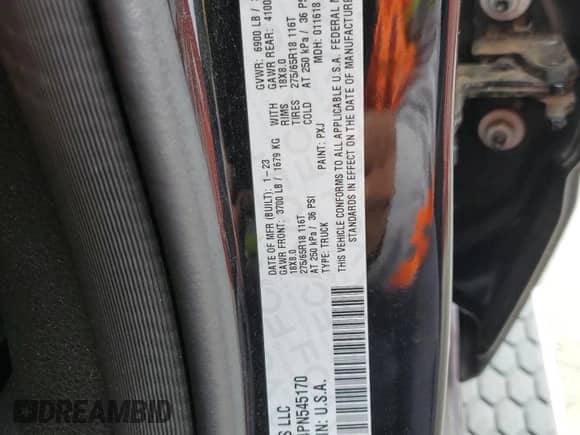 DATE OF MFR (BUILT): 1-23
GVWR: 6900 LB /
GAWR FRONT: 3700 LB / 1679 KG WITH
GAWR REAR: 4100
18X8.0 RIMS 18X8.0
275/65R18 116T TIRES 275/65R18 116T
AT 250 kPa / 36 PSI COLD AT 250 kPa / 36 PSI
TYPE: TRUCK PAINT: PXJ MDH: 011618
THIS VEHICLE CONFORMS TO ALL APPLICABLE U.S.A. FEDERAL
STANDARDS IN EFFECT ON THE DATE OF MANUFACTURE
S LLC
PN545170
IN: U.S.A.
DREAMBID